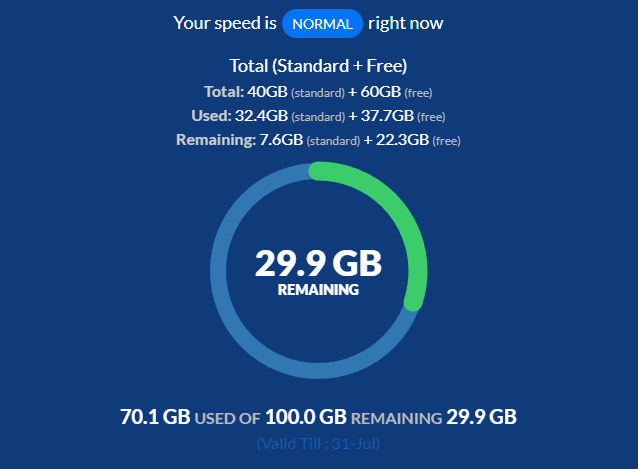 Your speed is NORMAL right now
Total (Standard + Free)
Total: 40GB (standard) + 60GB (free)
Used: 32.4GB (standard) + 37.7GB (free)
Remaining: 7.6GB (standard) + 22.3GB (free)
29.9 GB
REMAINING
70.1 GB USED OF 100.0 GB REMAINING 29.9 GB
(Valid Till : 31-Jul)